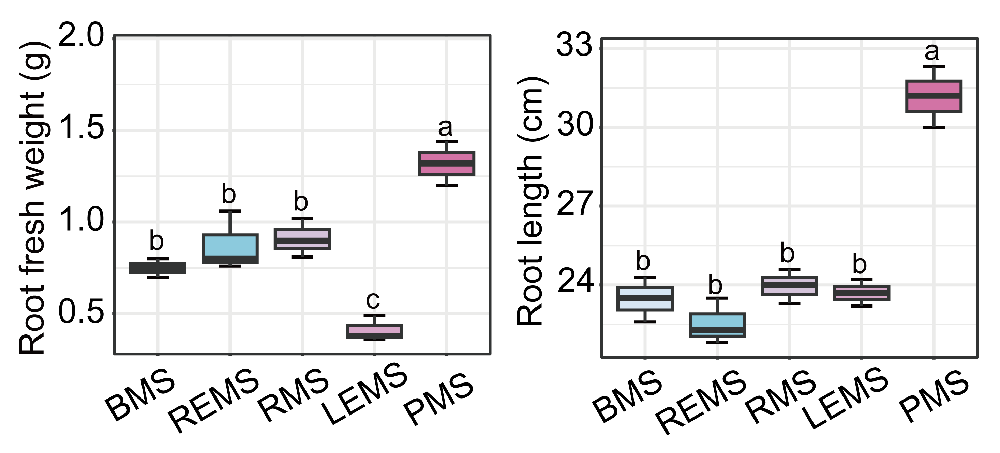 Root fresh weight (g)
2.0
1.5
1.0
0.5
b
b
b
c
a
BMS
REMS
RMS
LEMS
PMS
Root length (cm)
33
30
27
24
b
b
b
b
a
BMS
REMS
RMS
LEMS
PMS